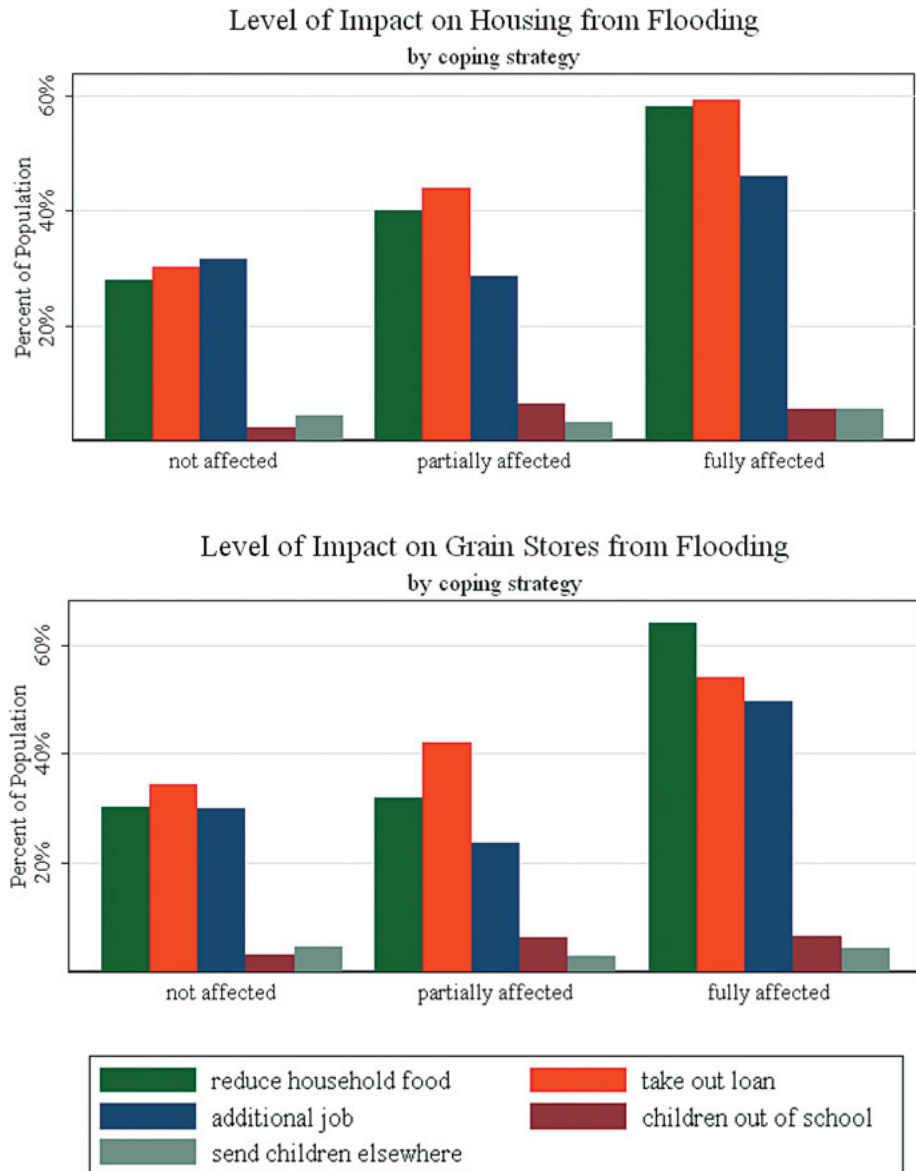 Level of Impact on Housing from Flooding
by coping strategy
Percent of Population
60%
40%
20%
not affected partially affected fully affected
Level of Impact on Grain Stores from Flooding
by coping strategy
Percent of Population
60%
40%
20%
not affected partially affected fully affected
reduce household food take out loan
additional job children out of school
send children elsewhere